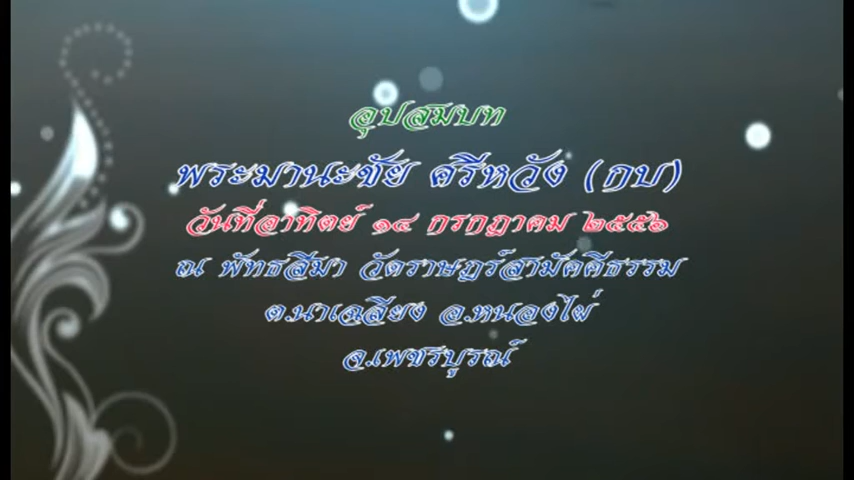 อุปสมบท
พระมานะชัย ศรีหวัง (กบ)
วันที่อาทิตย์ ๑๔ กรกฎาคม ๒๕๕๖
ณ พัทธสีมา วัดราษฎร์สามัคคีธรรม
ต.นาเฉลียง อ.หนองไผ่
จ.เพชรบูรณ์